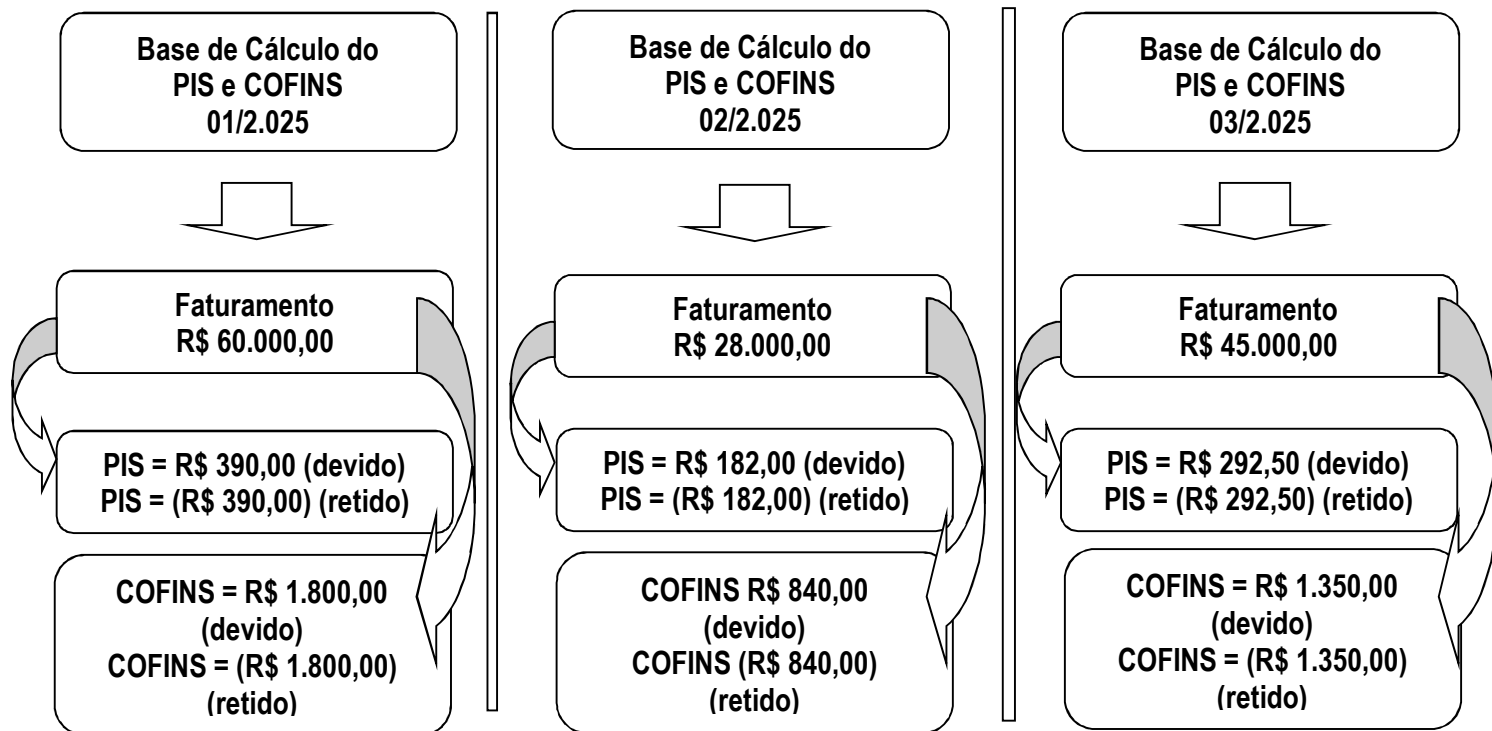 Base de Cálculo do
PIS e COFINS
01/2.025
Faturamento
R$ 60.000,00
PIS = R$ 390,00 (devido)
PIS = (R$ 390,00) (retido)
COFINS = R$ 1.800,00
(devido)
COFINS = (R$ 1.800,00)
(retido)
Base de Cálculo do
PIS e COFINS
02/2.025
Faturamento
R$ 28.000,00
PIS = R$ 182,00 (devido)
PIS = (R$ 182,00) (retido)
COFINS R$ 840,00
(devido)
COFINS (R$ 840,00)
(retido)
Base de Cálculo do
PIS e COFINS
03/2.025
Faturamento
R$ 45.000,00
PIS = R$ 292,50 (devido)
PIS = (R$ 292,50) (retido)
COFINS = R$ 1.350,00
(devido)
COFINS = (R$ 1.350,00)
(retido)